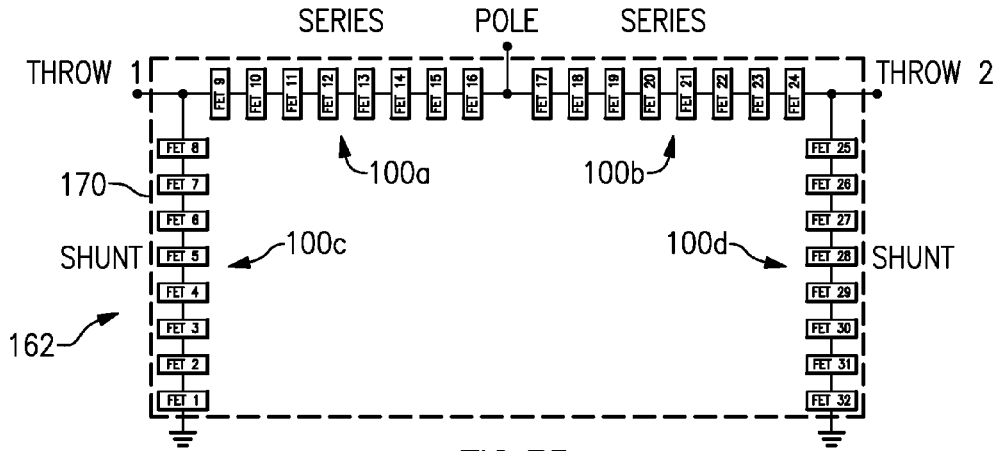 SERIES POLE SERIES
THROW 1 THROW 2
FET 9 FET 10 FET 11 FET 12 FET 13 FET 14 FET 15 FET 16 FET 17 FET 18 FET 19 FET 20 FET 21 FET 22 FET 23 FET 24
FET 8 FET 25
100a 100b
170 FET 7 FET 26
FET 6 FET 27
100c 100d
SHUNT FET 5 FET 28 SHUNT
FET 4 FET 29
162 FET 3 FET 30
FET 2 FET 31
FET 1 FET 32